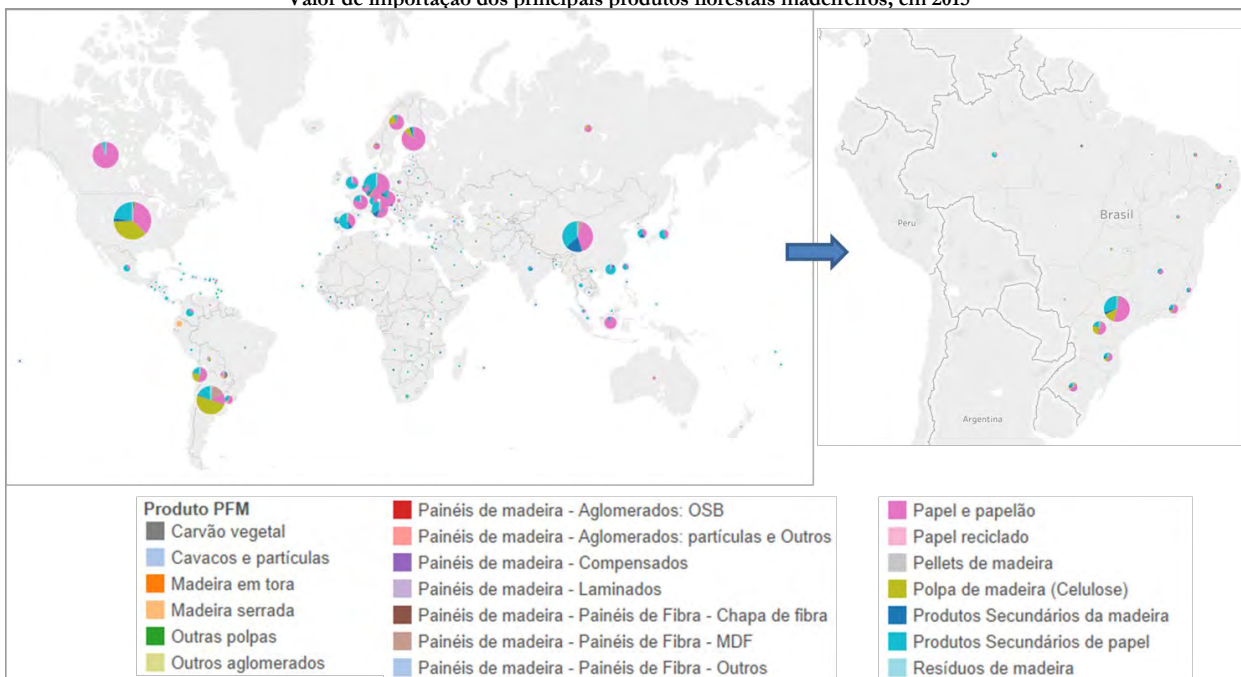 Valor de importação dos principais produtos florestais madeireiros, em 2015
Peru
Brasil
Argentina
Produto PFM
Carvão vegetal
Cavacos e partículas
Madeira em tora
Madeira serrada
Outras polpas
Outros aglomerados
Painéis de madeira - Aglomerados: OSB
Painéis de madeira - Aglomerados: partículas e Outros
Painéis de madeira - Compensados
Painéis de madeira - Laminados
Painéis de madeira - Painéis de Fibra - Chapa de fibra
Painéis de madeira - Painéis de Fibra - MDF
Painéis de madeira - Painéis de Fibra - Outros
Papel e papelão
Papel reciclado
Pellets de madeira
Polpa de madeira (Celulose)
Produtos Secundários da madeira
Produtos Secundários de papel
Resíduos de madeira